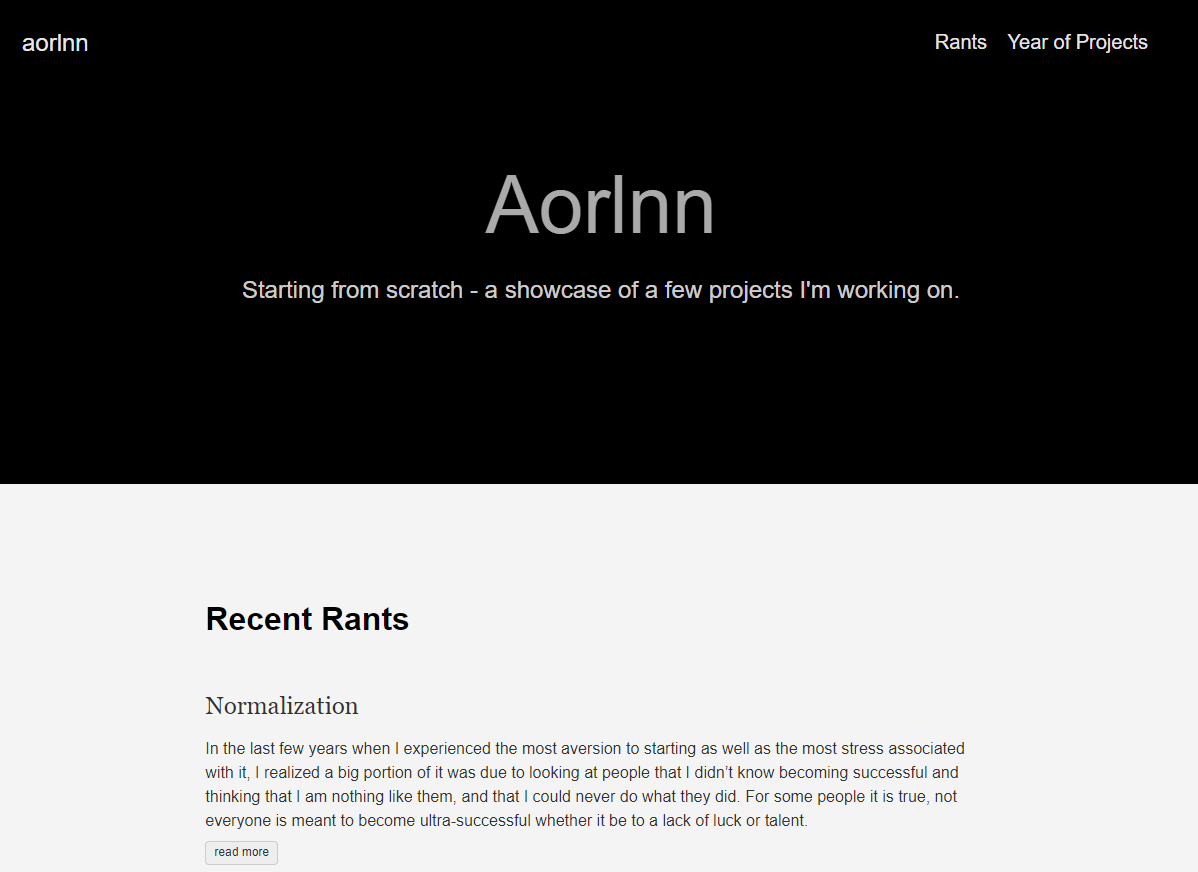 aorlnn
Rants
Year of Projects
Aorlnn
Starting from scratch - a showcase of a few projects I'm working on.
Recent Rants
Normalization
In the last few years when I experienced the most aversion to starting as well as the most stress associated
with it, I realized a big portion of it was due to looking at people that I didn’t know becoming successful and
thinking that I am nothing like them, and that I could never do what they did. For some people it is true, not
everyone is meant to become ultra-successful whether it be to a lack of luck or talent.
read more